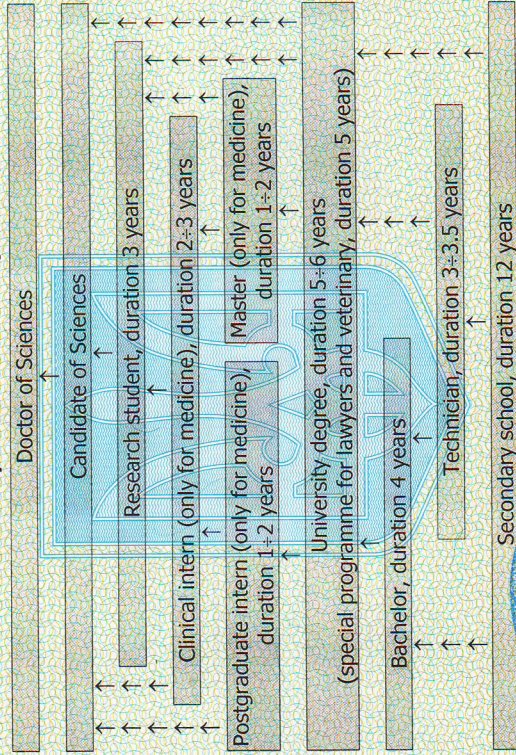 Doctor of Sciences
Candidate of Sciences
Research student, duration 3 years
Clinical intern (only for medicine), duration 2÷3 years
Postgraduate intern (only for medicine),
duration 1÷2 years
Master (only for medicine),
duration 1÷2 years
University degree, duration 5÷6 years
(special programme for lawyers and veterinary, duration 5 years)
Bachelor, duration 4 years
Technician, duration 3÷3.5 years
Secondary school, duration 12 years